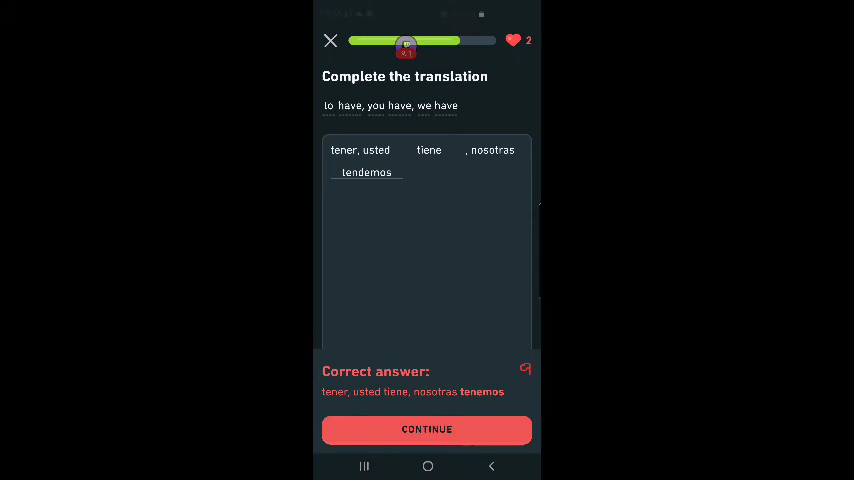 2
Complete the translation
to have, you have, we have
tener, usted tiene , nosotras
tendemos
Correct answer:
tener, usted tiene, nosotras tenemos
CONTINUE